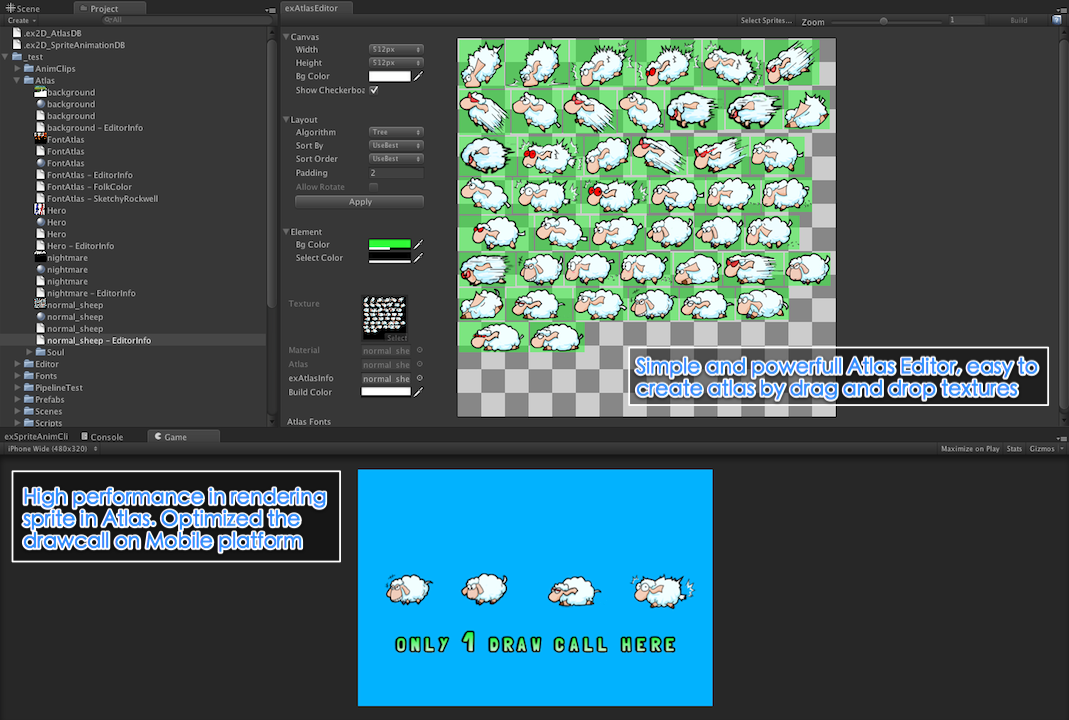 Scene
Project
exAtlasEditor
Create
All
Select Sprites...
Zoom
1
Build
.ex2D_AtlasDB
.ex2D_SpriteAnimationDB
_test
AnimClips
Atlas
background
background
background
background – EditorInfo
FontAtlas
FontAtlas
FontAtlas
FontAtlas – EditorInfo
FontAtlas – FolkColor
FontAtlas – SketchyRockwell
Hero
Hero
Hero
Hero – EditorInfo
nightmare
nightmare
nightmare
nightmare – EditorInfo
normal_sheep
normal_sheep
normal_sheep
normal_sheep – EditorInfo
Soul
Editor
Fonts
PipelineTest
Prefabs
Scenes
Scripts
Canvas
Width 512px
Height 512px
Bg Color
Show Checkerboa
Layout
Algorithm Tree
Sort By UseBest
Sort Order UseBest
Padding 2
Allow Rotate
Apply
Element
Bg Color
Select Color
Texture
Select
Material normal_she
Atlas normal_she
exAtlasInfo normal_she
Build Color
Atlas Fonts
Simple and powerfull Atlas Editor, easy to
create atlas by drag and drop textures
exSpriteAnimCli
Console
Game
iPhone Wide (480x320)
Maximize on Play
Stats
Gizmos
High performance in rendering
sprite in Atlas. Optimized the
drawcall on Mobile platform
ONLY 1 DRAW CALL HERE